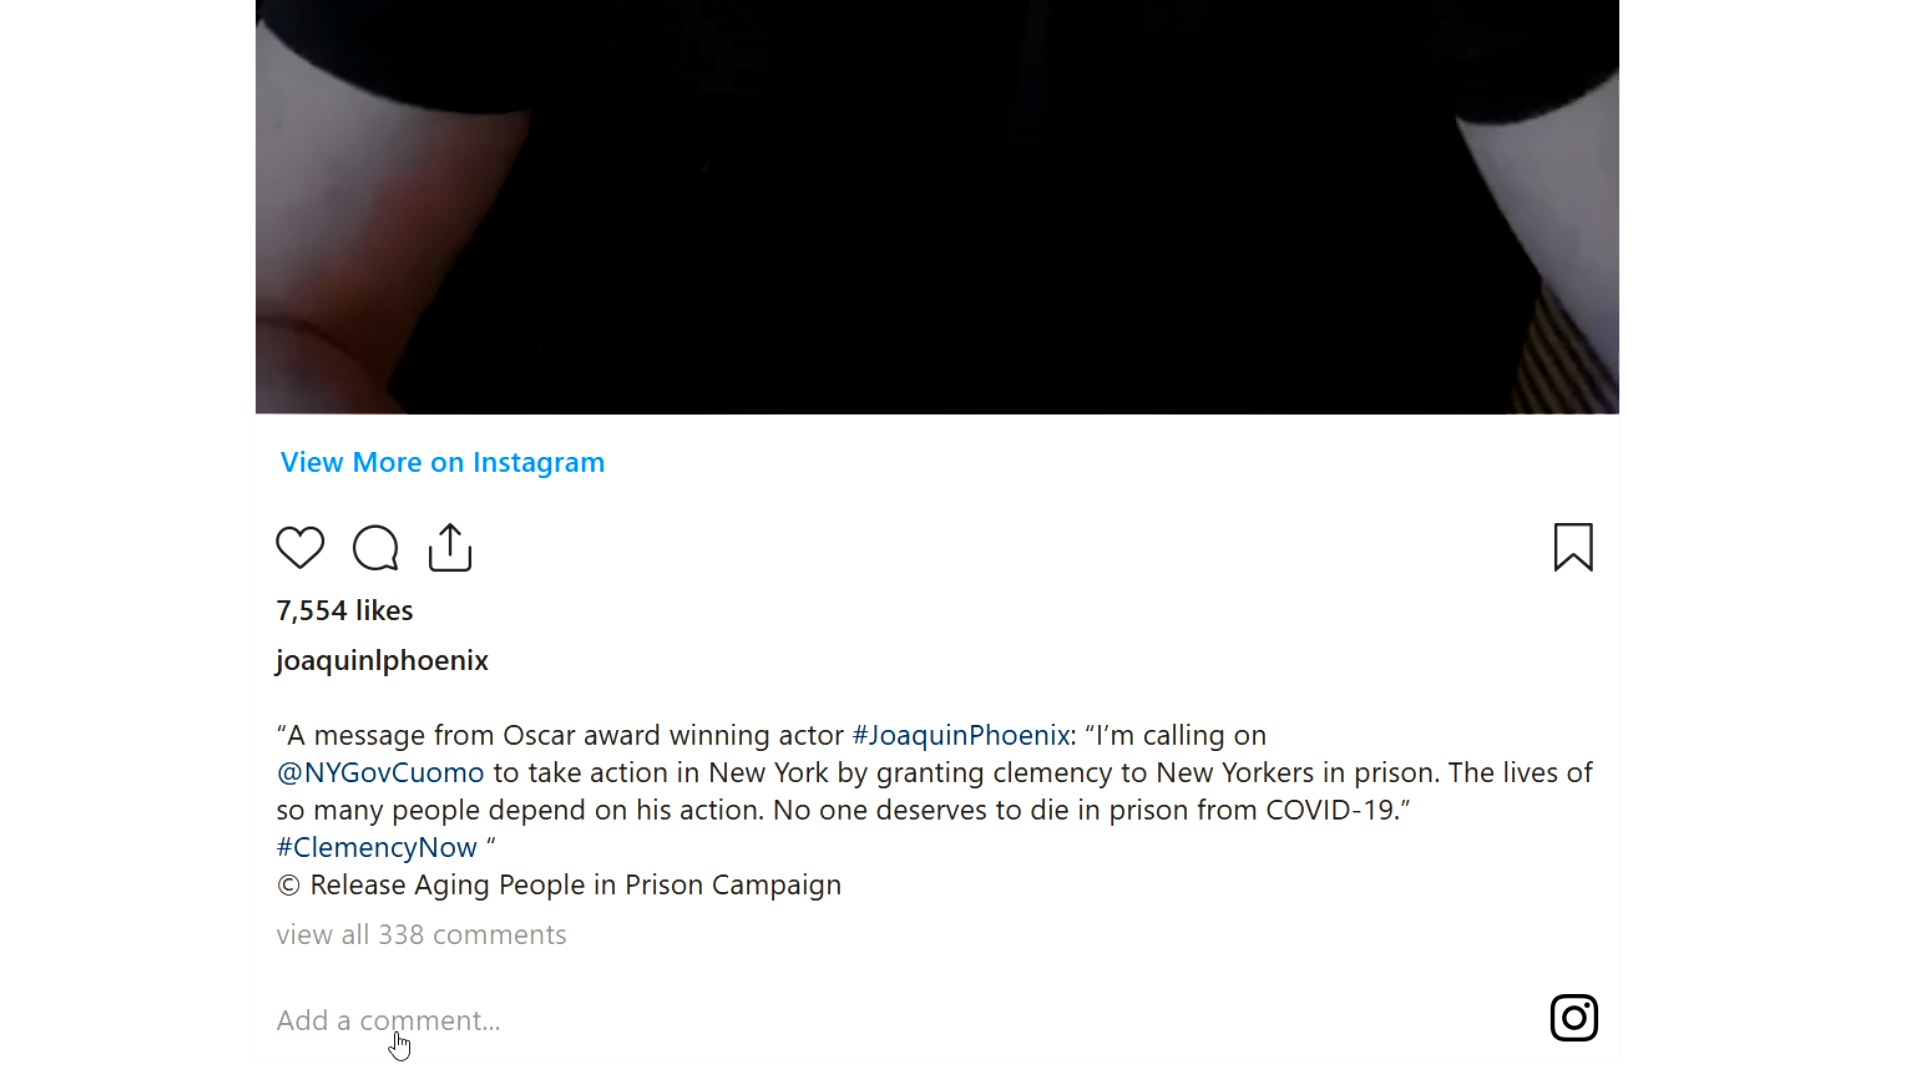 View More on Instagram
7,554 likes
joaquinlphoenix
“A message from Oscar award winning actor #JoaquinPhoenix: “I’m calling on
@NYGovCuomo to take action in New York by granting clemency to New Yorkers in prison. The lives of
so many people depend on his action. No one deserves to die in prison from COVID-19.”
#ClemencyNow “
© Release Aging People in Prison Campaign
view all 338 comments
Add a comment...